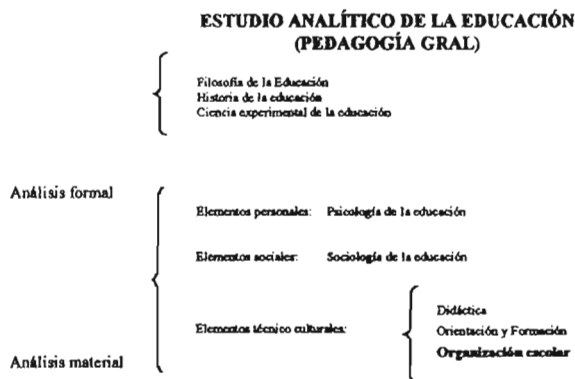 ESTUDIO ANALÍTICO DE LA EDUCACIÓN
(PEDAGOGÍA GRAL)
Filosofía de la Educación
Historia de la educación
Ciencia experimental de la educación
Análisis formal
Elementos personales: Psicología de la educación
Elementos sociales: Sociología de la educación
Didáctica
Elementos técnico culturales: Orientación y Formación
Organización escolar
Análisis material